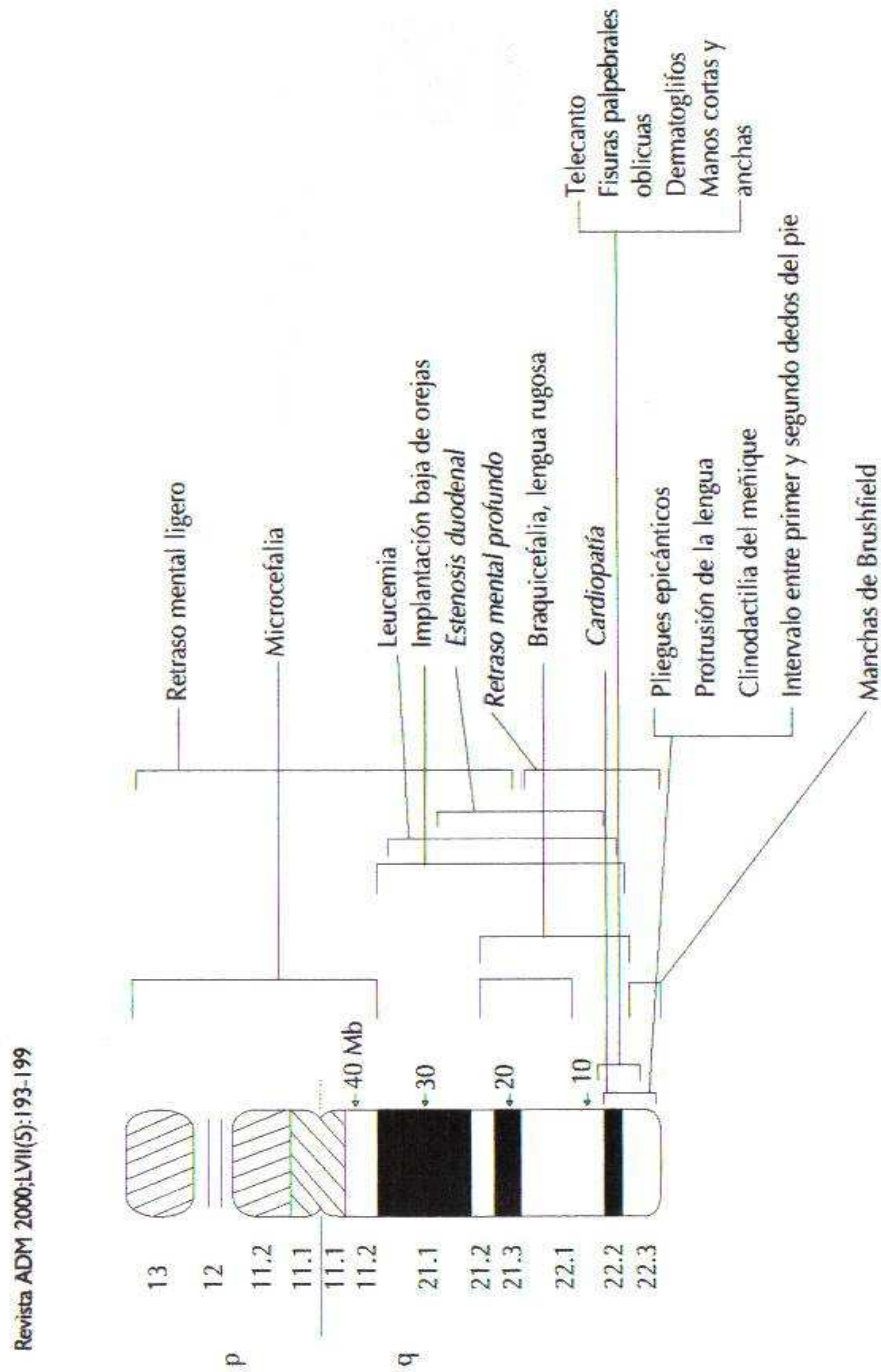 Revista ADM 2000;LVII(5):193-199
p
q
13
12
11.2
11.1
11.1
11.2
21.1
21.2
21.3
22.1
22.2
22.3
40 Mb
30
20
10
Retraso mental ligero
Microcefalia
Leucemia
Implantación baja de orejas
Estenosis duodenal
Retraso mental profundo
Braquicefalia, lengua rugosa
Cardiopatía
Telecanto
Fisuras palpebrales
oblicuas
Dermatoglifos
Manos cortas y
anchas
Pliegues epicánticos
Protrusión de la lengua
Clinodactilia del meñique
Intervalo entre primer y segundo dedos del pie
Manchas de Brushfield